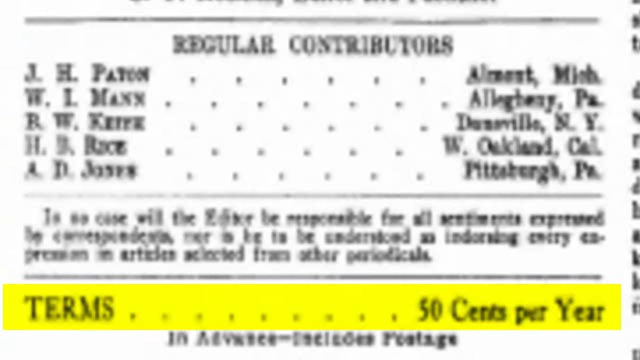 REGULAR CONTRIBUTORS
J. H. PATON . . . . . . Almont, Mich.
W. I. MANN . . . . . . . Allegheny, Pa.
B. W. KEITH . . . . . . Dansville, N. Y.
H. B. RICE . . . . . . . W. Oakland, Cal.
A. D. JONES . . . . . . Pittsburgh, Pa.
In no case will the Editor be responsible for all sentiments expressed
by correspondents, nor is he to be understood as indorsing every ex-
pression in articles selected from other periodicals.
TERMS . . . . . . . . . 50 Cents per Year
In Advance—Includes Postage